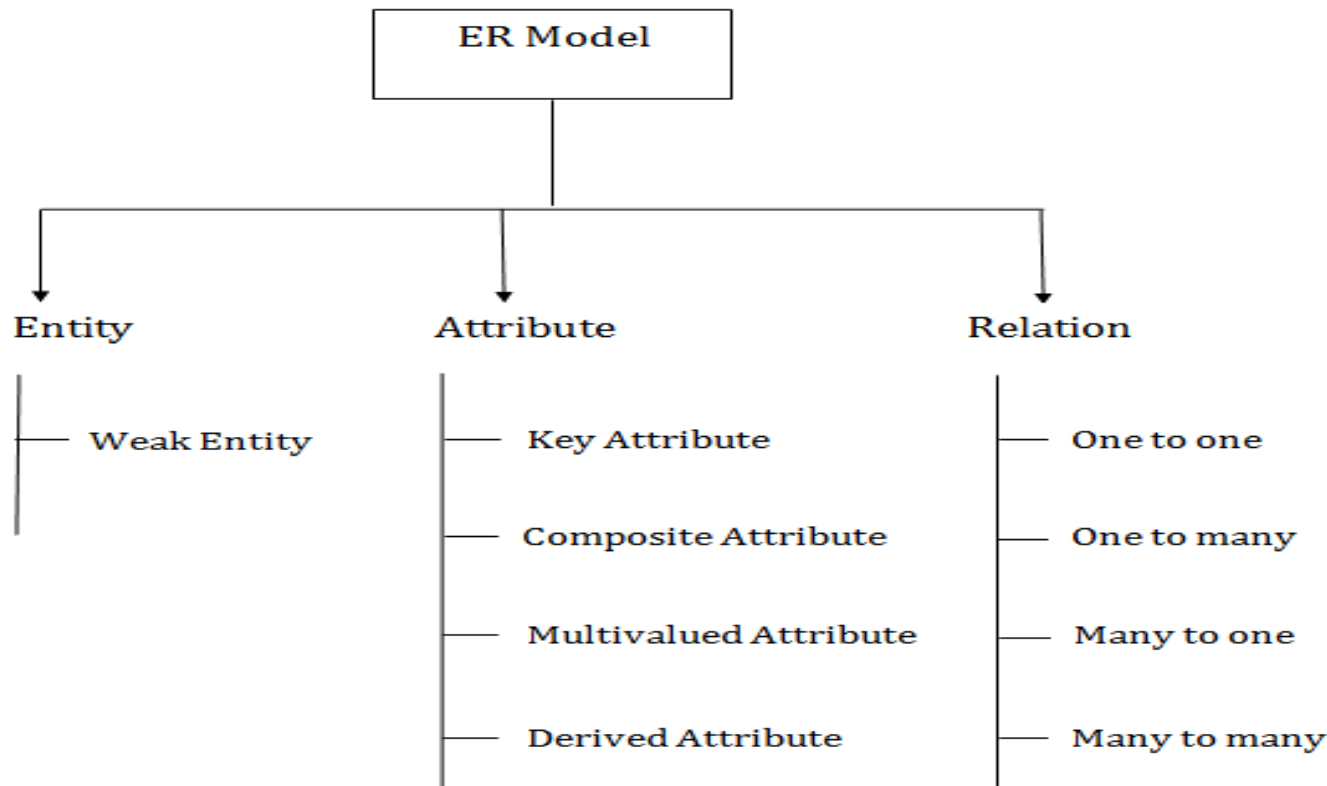 ER Model
Entity
Attribute
Relation
Weak Entity
Key Attribute
One to one
Composite Attribute
One to many
Multivalued Attribute
Many to one
Derived Attribute
Many to many